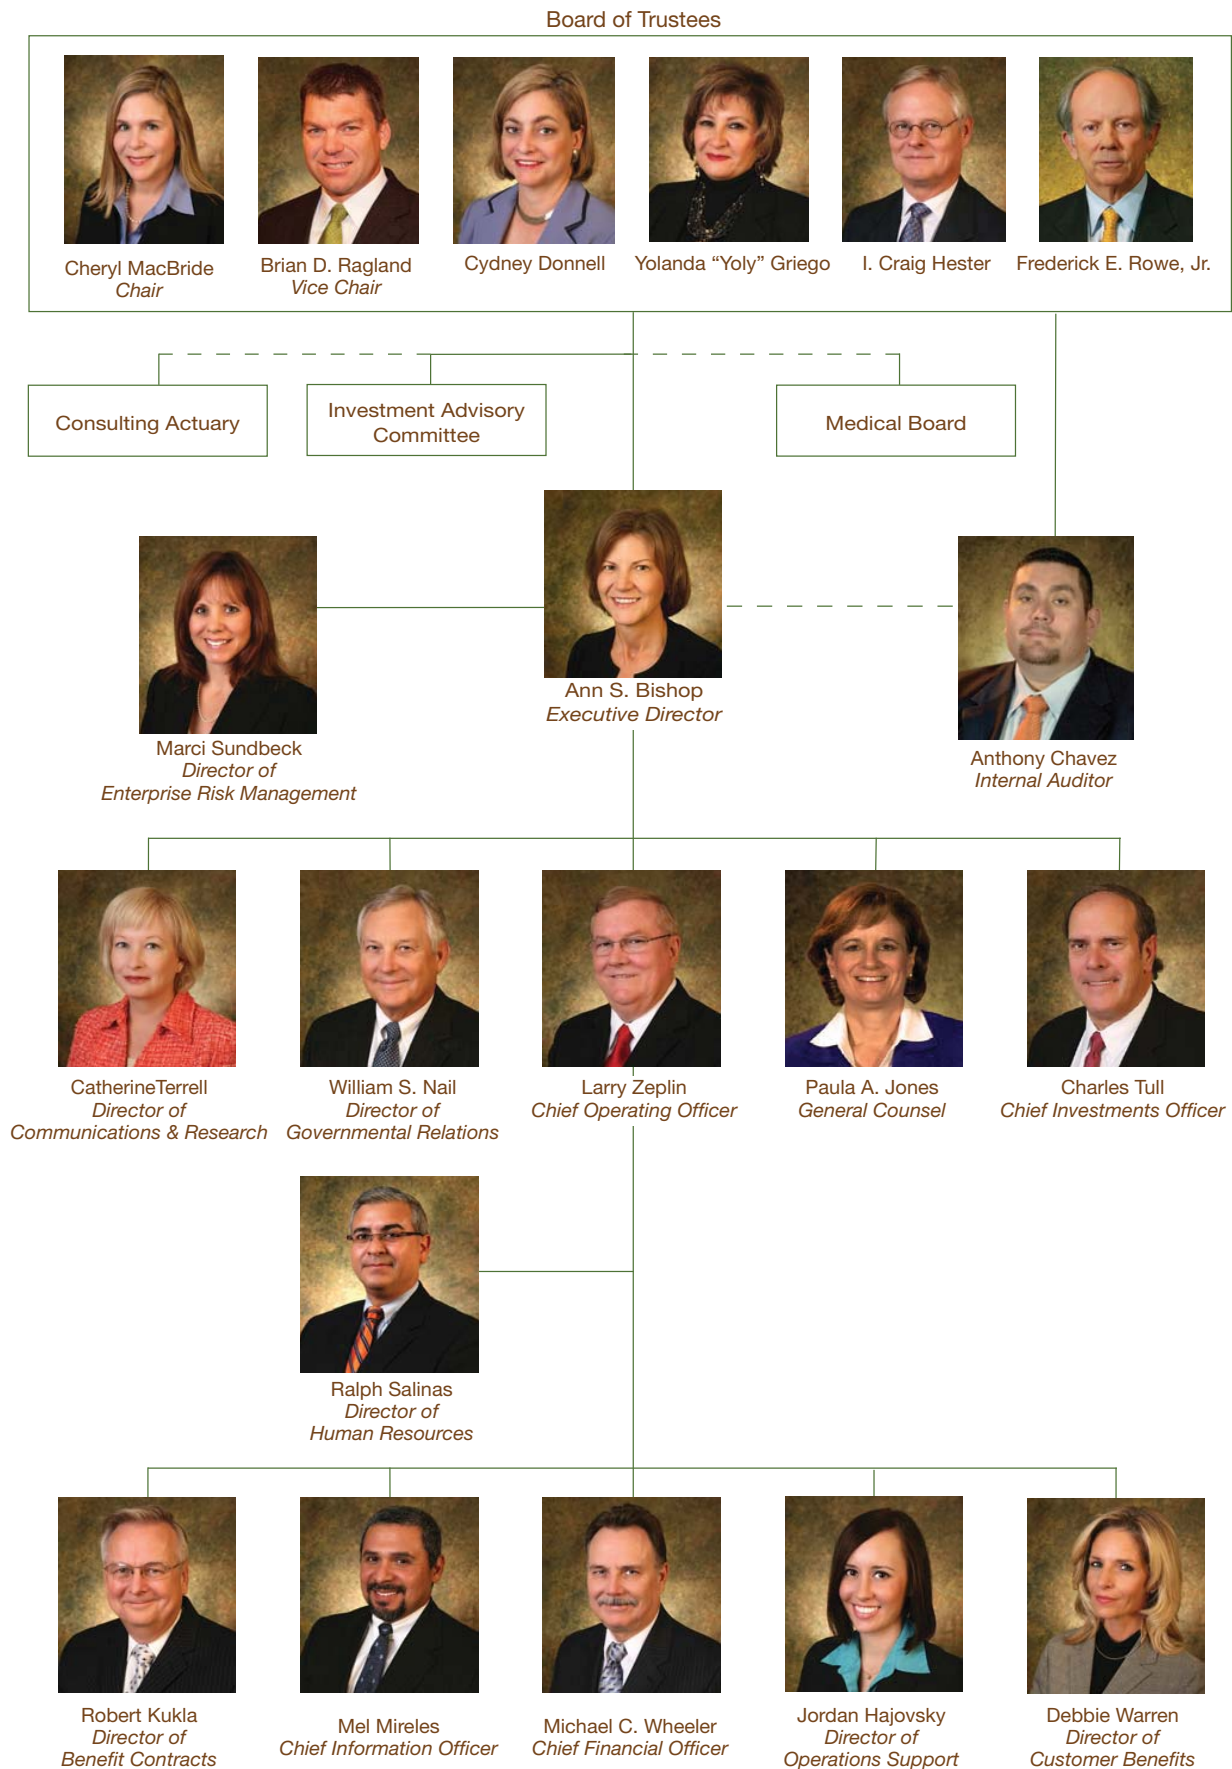 Board of Trustees
Cheryl MacBride
Chair
Brian D. Ragland
Vice Chair
Cydney Donnell
Yolanda “Yoly” Griego
I. Craig Hester
Frederick E. Rowe, Jr.
Consulting Actuary
Investment Advisory
Committee
Medical Board
Ann S. Bishop
Executive Director
Marci Sundbeck
Director of
Enterprise Risk Management
Anthony Chavez
Internal Auditor
CatherineTerrell
Director of
Communications & Research
William S. Nail
Director of
Governmental Relations
Larry Zeplin
Chief Operating Officer
Paula A. Jones
General Counsel
Charles Tull
Chief Investments Officer
Ralph Salinas
Director of
Human Resources
Robert Kukla
Director of
Benefit Contracts
Mel Mireles
Chief Information Officer
Michael C. Wheeler
Chief Financial Officer
Jordan Hajovsky
Director of
Operations Support
Debbie Warren
Director of
Customer Benefits